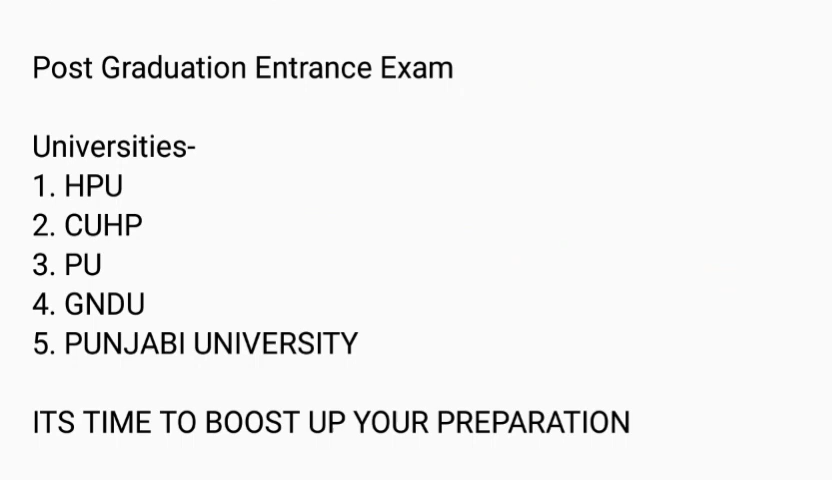 Post Graduation Entrance Exam
Universities-
1. HPU
2. CUHP
3. PU
4. GNDU
5. PUNJABI UNIVERSITY
ITS TIME TO BOOST UP YOUR PREPARATION